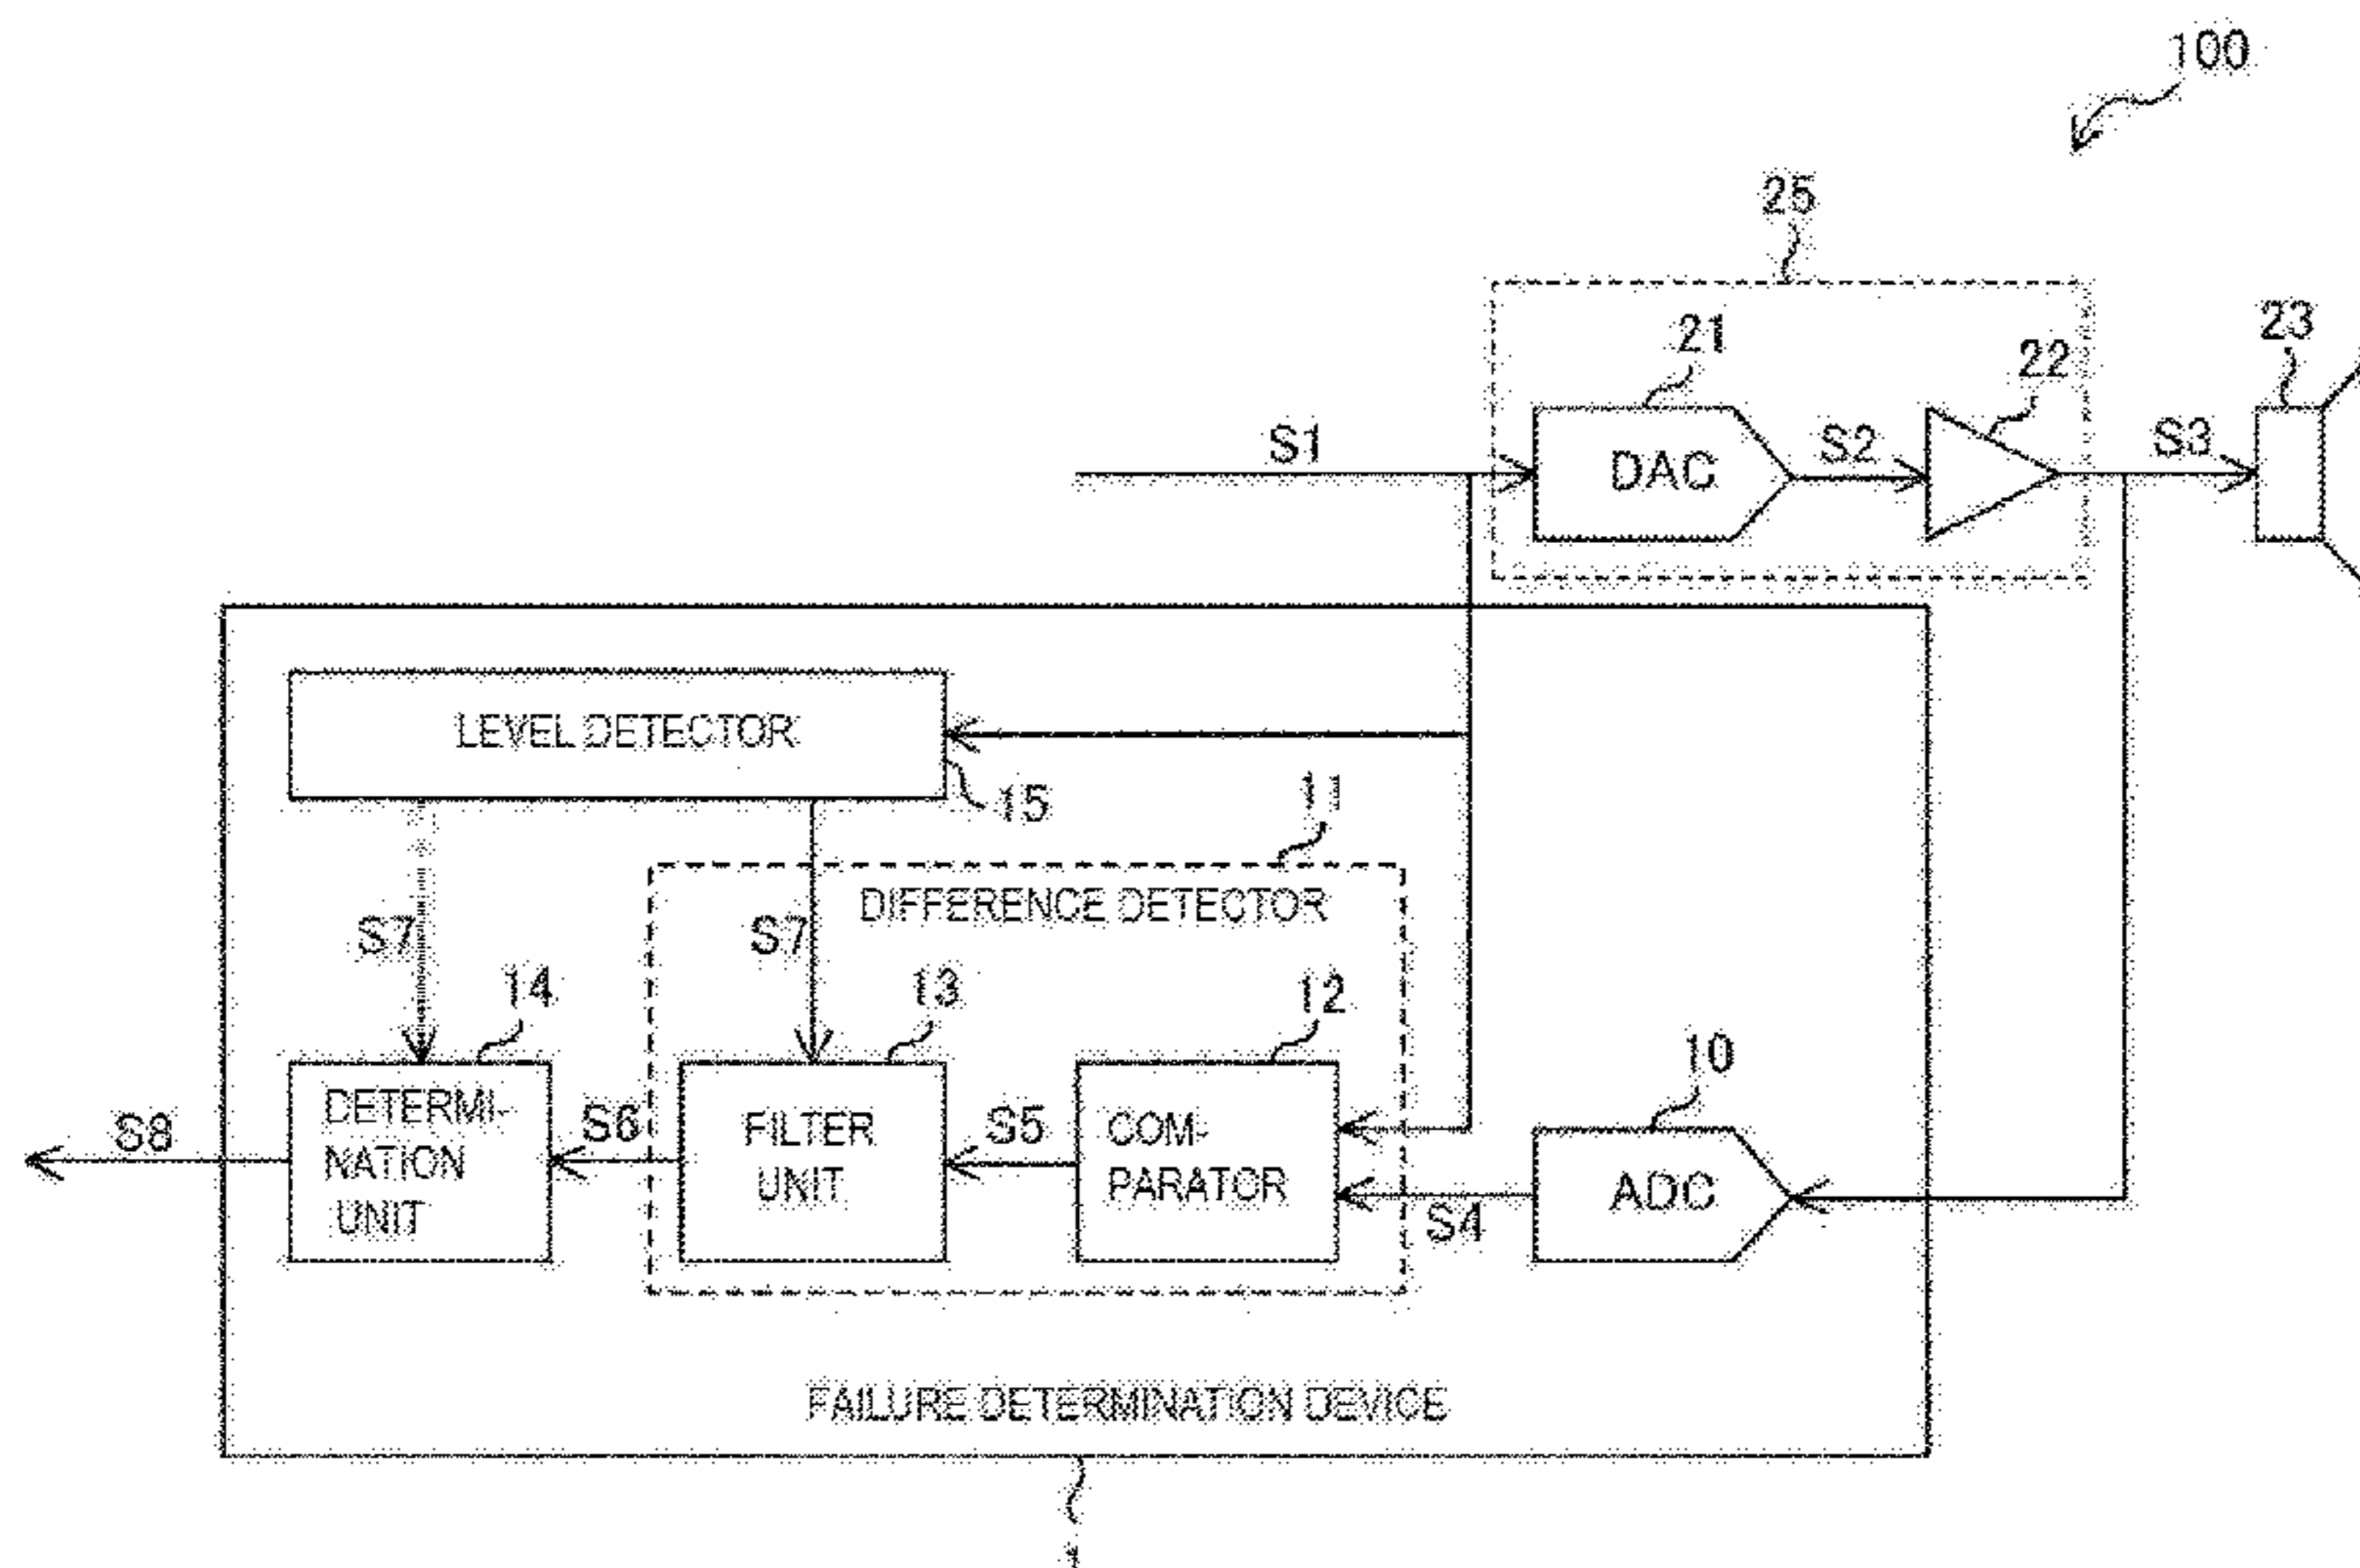 100
25
21
22
23
S1
DAC
S2
S3
LEVEL DETECTOR
15
11
DIFFERENCE DETECTOR
S7
S7
14
13
12
10
S8
DETERMI-
NATION
UNIT
S6
FILTER
UNIT
S5
COM-
PARATOR
S4
ADC
FAILURE DETERMINATION DEVICE
1